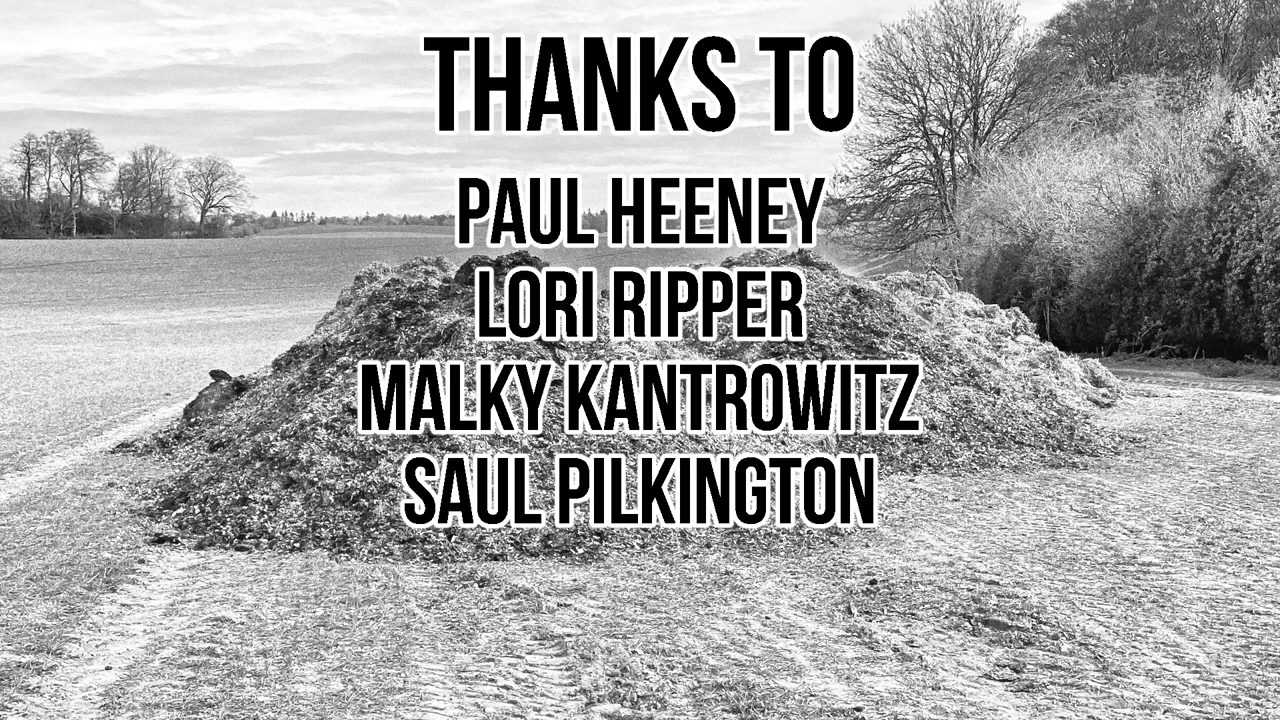 THANKS TO
PAUL HEENEY
LORI RIPPER
MALKY KANTROWITZ
SAUL PILKINGTON